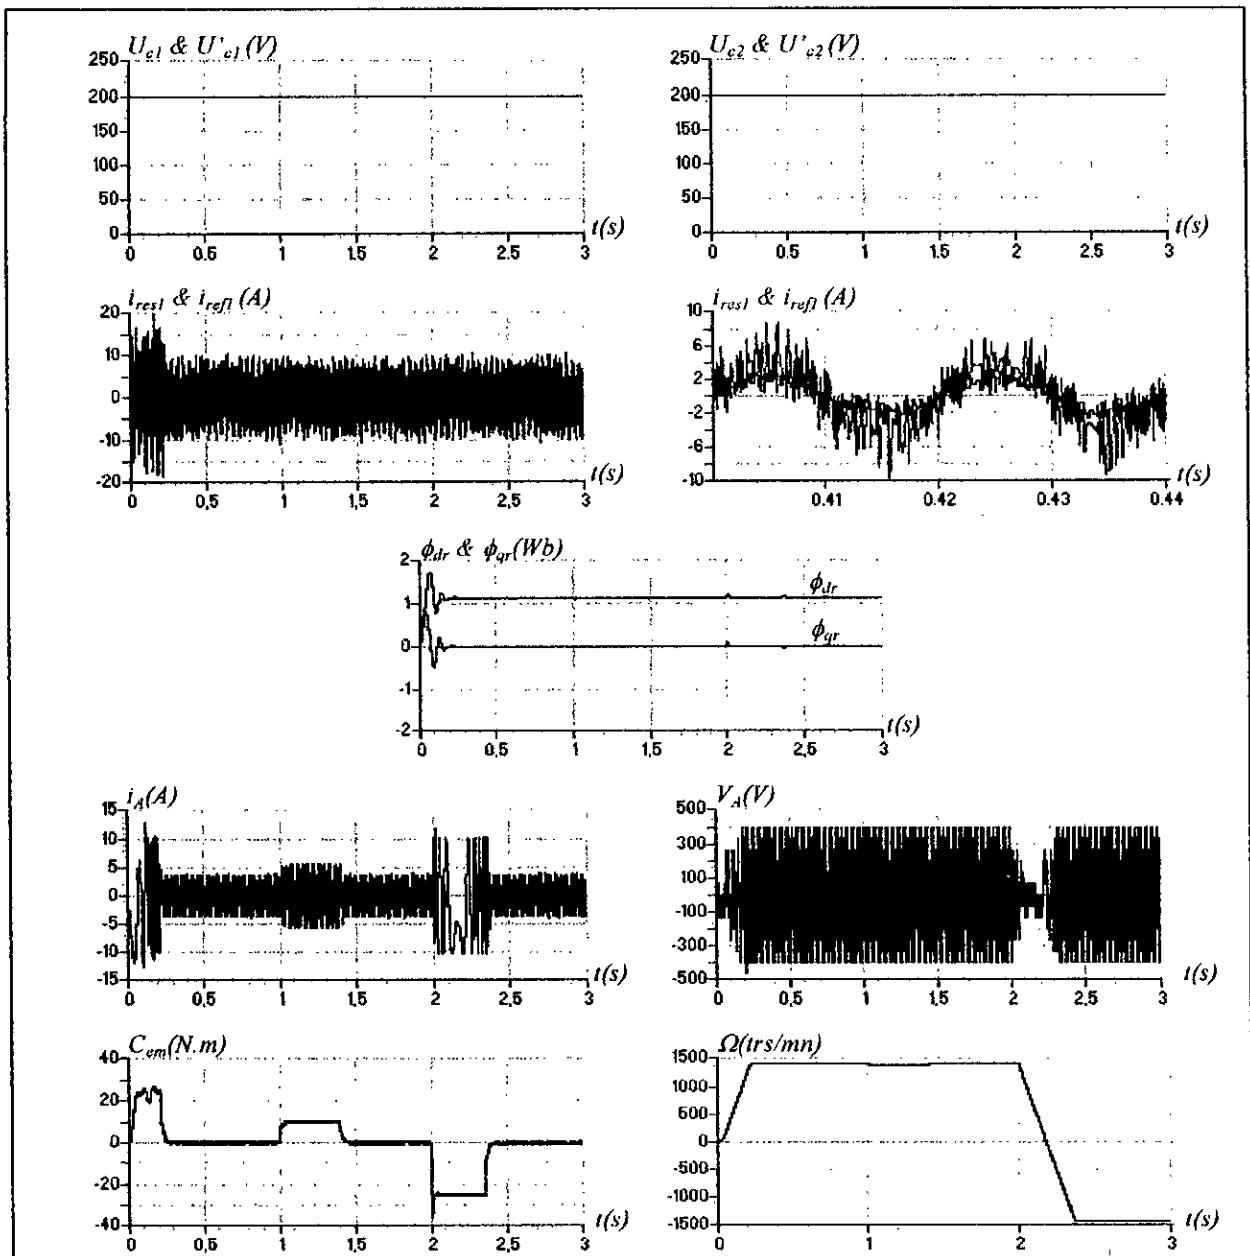 U_c1 & U'_c1 (V)
250
200
150
100
50
0
0 0.5 1 1.5 2 2.5 3
t(s)
U_c2 & U'_c2 (V)
250
200
150
100
50
0
0 0.5 1 1.5 2 2.5 3
t(s)
i_res1 & i_ref1 (A)
20
10
0
-10
-20
0 0.5 1 1.5 2 2.5 3
t(s)
i_res1 & i_ref1 (A)
10
6
2
-2
-6
-10
0.41 0.42 0.43 0.44
t(s)
ϕ_dr & ϕ_qr (Wb)
2
1
0
-1
-2
ϕ_dr
ϕ_qr
0 0.5 1 1.5 2 2.5 3
t(s)
i_A(A)
15
10
5
0
-5
-10
-15
0 0.5 1 1.5 2 2.5 3
t(s)
V_A(V)
500
300
100
-100
-300
-500
0.5 1 1.5 2 2.5 3
t(s)
C_em(N.m)
40
20
0
-20
-40
0 0.5 1 1.5 2 2.5 3
t(s)
Ω(trs/mn)
1500
1000
500
0
-500
-1000
-1500
0 0.5 1 1.5 2 2.5 3
t(s)